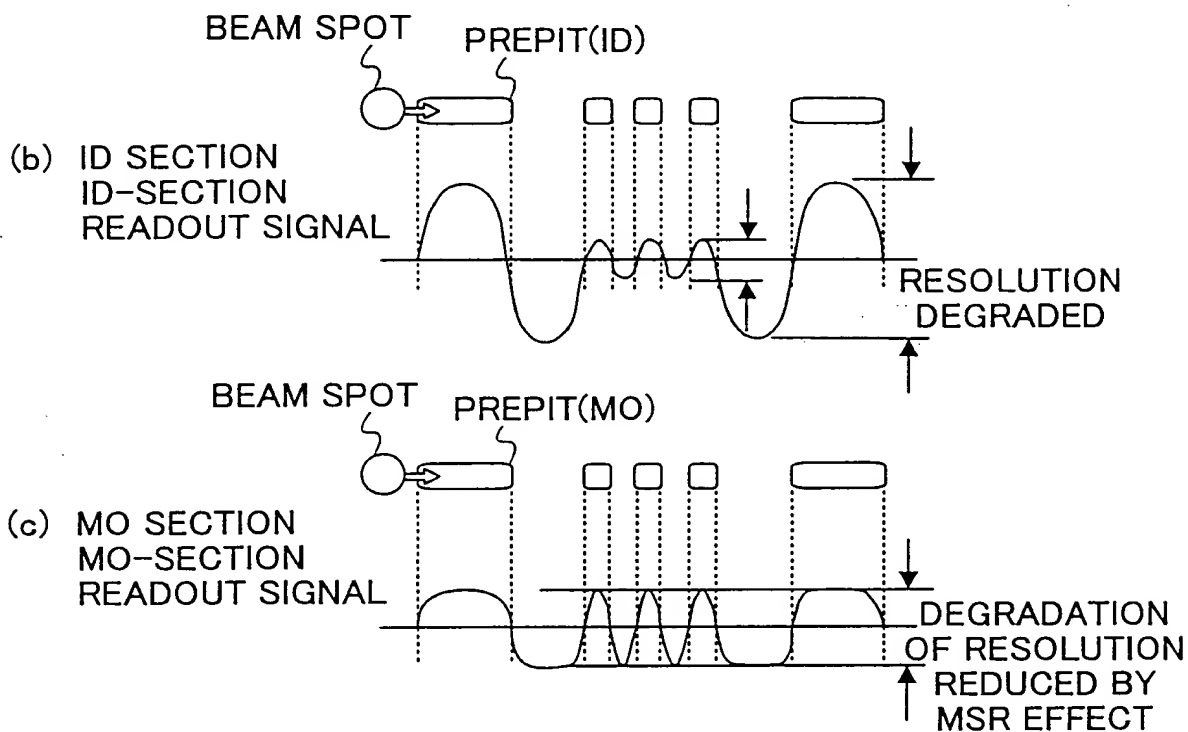 BEAM SPOT
PREPIT(ID)
(b) ID SECTION
ID-SECTION
READOUT SIGNAL
RESOLUTION
DEGRADED
BEAM SPOT
PREPIT(MO)
(c) MO SECTION
MO-SECTION
READOUT SIGNAL
DEGRADATION
OF RESOLUTION
REDUCED BY
MSR EFFECT